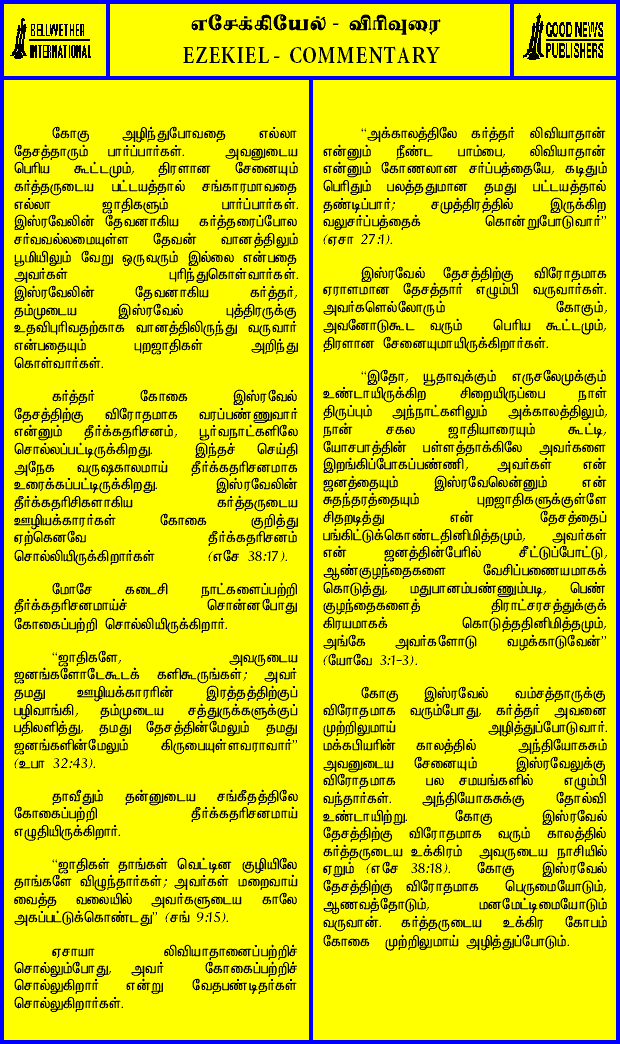 BELLWETHER
INTERNATIONAL
எசேக்கியேல் - விரிவுரை
EZEKIEL - COMMENTARY
GOOD NEWS
PUBLISHERS
கோகு அழிந்துபோவதை எல்லா
தேசத்தாரும் பார்ப்பார்கள். அவனுடைய
பெரிய கூட்டமும், திரளான சேனையும்
கர்த்தருடைய பட்டயத்தால் சங்காரமாவதை
எல்லா ஜாதிகளும் பார்ப்பார்கள்.
இஸ்ரவேலின் தேவனாகிய கர்த்தரைப்போல
சர்வவல்லமையுள்ள தேவன் வானத்திலும்
பூமியிலும் வேறு ஒருவரும் இல்லை என்பதை
அவர்கள் புரிந்துகொள்வார்கள்.
இஸ்ரவேலின் தேவனாகிய கர்த்தர்,
தம்முடைய இஸ்ரவேல் புத்திரருக்கு
உதவிபுரிவதற்காக வானத்திலிருந்து வருவார்
என்பதையும் புறஜாதிகள் அறிந்து
கொள்வார்கள்.
கர்த்தர் கோகை இஸ்ரவேல்
தேசத்திற்கு விரோதமாக வரப்பண்ணுவார்
என்னும் தீர்க்கதரிசனம், பூர்வநாட்களிலே
சொல்லப்பட்டிருக்கிறது. இந்தச் செய்தி
அநேக வருஷகாலமாய் தீர்க்கதரிசனமாக
உரைக்கப்பட்டிருக்கிறது. இஸ்ரவேலின்
தீர்க்கதரிசிகளாகிய கர்த்தருடைய
ஊழியக்காரர்கள் கோகை குறித்து
ஏற்கெனவே தீர்க்கதரிசனம்
சொல்லியிருக்கிறார்கள் (எசே 38:17).
மோசே கடைசி நாட்களைப்பற்றி
தீர்க்கதரிசனமாய்ச் சொன்னபோது
கோகைப்பற்றி சொல்லியிருக்கிறார்.
“ஜாதிகளே, அவருடைய
ஜனங்களோடேகூடக் களிகூருங்கள்; அவர்
தமது ஊழியக்காரரின் இரத்தத்திற்குப்
பழிவாங்கி, தம்முடைய சத்துருக்களுக்குப்
பதிலளித்து, தமது தேசத்தின்மேலும் தமது
ஜனங்களின்மேலும் கிருபையுள்ளவராவார்”
(உபா 32:43).
தாவீதும் தன்னுடைய சங்கீதத்திலே
கோகைப்பற்றி தீர்க்கதரிசனமாய்
எழுதியிருக்கிறார்.
“ஜாதிகள் தாங்கள் வெட்டின குழியிலே
தாங்களே விழுந்தார்கள்; அவர்கள் மறைவாய்
வைத்த வலையில் அவர்களுடைய காலே
அகப்பட்டுக்கொண்டது” (சங் 9:15).
ஏசாயா லிவியாதானைப்பற்றிச்
சொல்லும்போது, அவர் கோகைப்பற்றிச்
சொல்லுகிறார் என்று வேதபண்டிதர்கள்
சொல்லுகிறார்கள்.
“அக்காலத்திலே கர்த்தர் லிவியாதான்
என்னும் நீண்ட பாம்பை, லிவியாதான்
என்னும் கோணலான சர்ப்பத்தையே, கடிதும்
பெரிதும் பலத்ததுமான தமது பட்டயத்தால்
தண்டிப்பார்; சமுத்திரத்தில் இருக்கிற
வலுசர்ப்பத்தைக் கொன்றுபோடுவார்”
(ஏசா 27:1).
இஸ்ரவேல் தேசத்திற்கு விரோதமாக
ஏராளமான தேசத்தார் எழும்பி வருவார்கள்.
அவர்களெல்லோரும் கோகும்,
அவனோடுகூட வரும் பெரிய கூட்டமும்,
திரளான சேனையுமாயிருக்கிறார்கள்.
“இதோ, யூதாவுக்கும் எருசலேமுக்கும்
உண்டாயிருக்கிற சிறையிருப்பை நாள்
திருப்பும் அந்நாட்களிலும் அக்காலத்திலும்,
நான் சகல ஜாதியாரையும் கூட்டி,
யோசபாத்தின் பள்ளத்தாக்கிலே அவர்களை
இறங்கிப்போகப்பண்ணி, அவர்கள் என்
ஜனத்தையும் இஸ்ரவேலென்னும் என்
சுதந்தரத்தையும் புறஜாதிகளுக்குள்ளே
சிதறடித்து என் தேசத்தைப்
பங்கிட்டுக்கொண்டதினிமித்தமும், அவர்கள்
என் ஜனத்தின்பேரில் சீட்டுப்போட்டு,
ஆண்குழந்தைகளை வேசிப்பணையமாகக்
கொடுத்து, மதுபானம்பண்ணும்படி, பெண்
குழந்தைகளைத் திராட்சரசத்துக்குக்
கிரயமாகக் கொடுத்ததினிமித்தமும்,
அங்கே அவர்களோடு வழக்காடுவேன்”
(யோவே 3:1-3).
கோகு இஸ்ரவேல் வம்சத்தாருக்கு
விரோதமாக வரும்போது, கர்த்தர் அவனை
முற்றிலுமாய் அழித்துப்போடுவார்.
மக்கபியரின் காலத்தில் அந்தியோகசும்
அவனுடைய சேனையும் இஸ்ரவேலுக்கு
விரோதமாக பல சமயங்களில் எழும்பி
வந்தார்கள். அந்தியோகசுக்கு தோல்வி
உண்டாயிற்று. கோகு இஸ்ரவேல்
தேசத்திற்கு விரோதமாக வரும் காலத்தில்
கர்த்தருடைய உக்கிரம் அவருடைய நாசியில்
ஏறும் (எசே 38:18). கோகு இஸ்ரவேல்
தேசத்திற்கு விரோதமாக பெருமையோடும்,
ஆணவத்தோடும், மனமேட்டிமையோடும்
வருவான். கர்த்தருடைய உக்கிர கோபம்
கோகை முற்றிலுமாய் அழித்துப்போடும்.